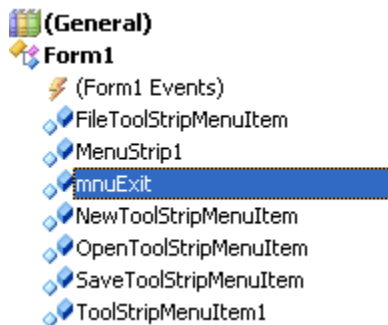 (General)
Form1
(Form1 Events)
FileToolStripMenuItem
MenuStrip1
mnuExit
NewToolStripMenuItem
OpenToolStripMenuItem
SaveToolStripMenuItem
ToolStripMenuItem1